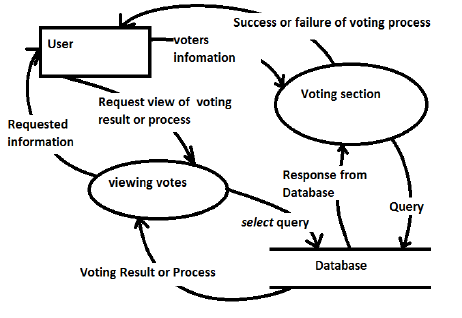 Success or failure of voting process
User
voters
infomation
Voting section
Request view of voting
result or process
Requested
information
Response from
Database
viewing votes
Query
select query
Database
Voting Result or Process